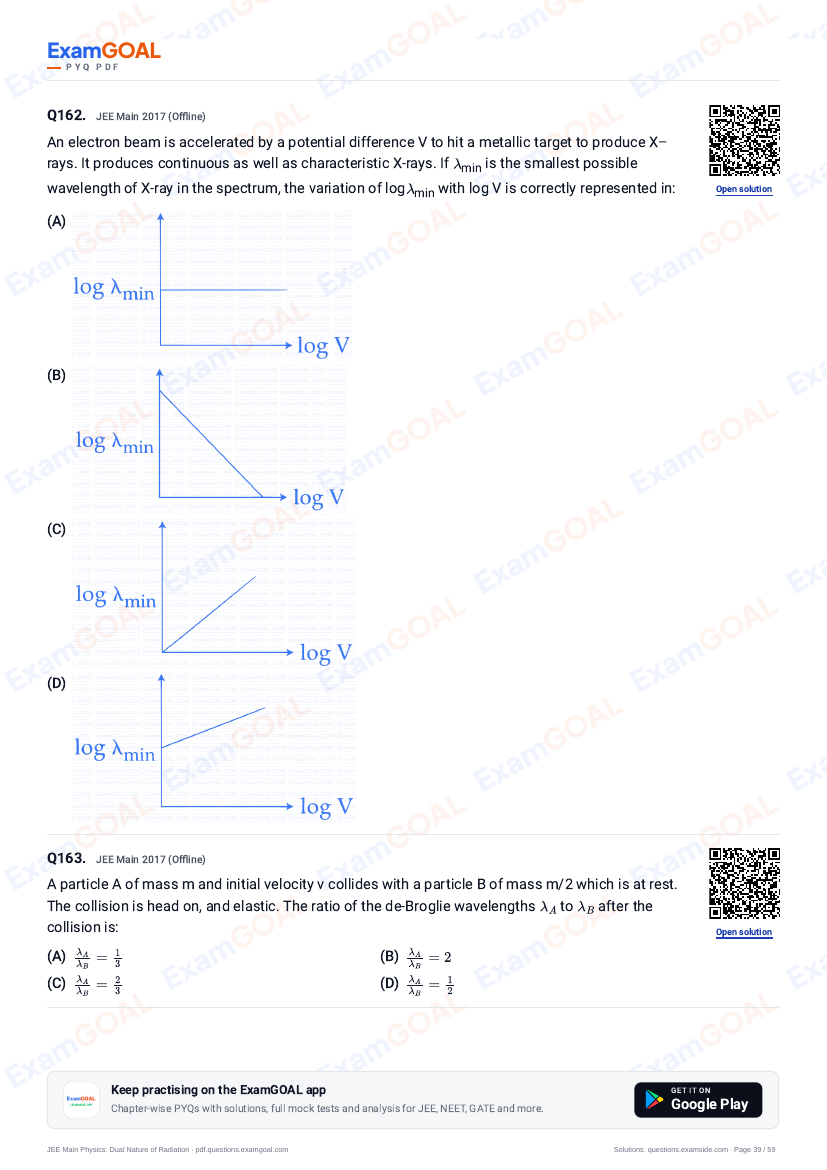 ExamGOAL
PYQ PDF
Q162. JEE Main 2017 (Offline)
An electron beam is accelerated by a potential difference V to hit a metallic target to produce X–
rays. It produces continuous as well as characteristic X-rays. If λmin is the smallest possible
wavelength of X-ray in the spectrum, the variation of log λmin with log V is correctly represented in:
Open solution
(A)
log λmin
log V
(B)
log λmin
log V
(C)
log λmin
log V
(D)
log λmin
log V
Q163. JEE Main 2017 (Offline)
A particle A of mass m and initial velocity v collides with a particle B of mass m/2 which is at rest.
The collision is head on, and elastic. The ratio of the de-Broglie wavelengths λA to λB after the
collision is:
Open solution
(A) λA/λB = 1/3 (B) λA/λB = 2
(C) λA/λB = 2/3 (D) λA/λB = 1/2
Keep practising on the ExamGOAL app
Chapter-wise PYQs with solutions, full mock tests and analysis for JEE, NEET, GATE and more.
GET IT ON
Google Play
JEE Main Physics: Dual Nature of Radiation · pdf.questions.examgoal.com Solutions: questions.examside.com · Page 39 / 59